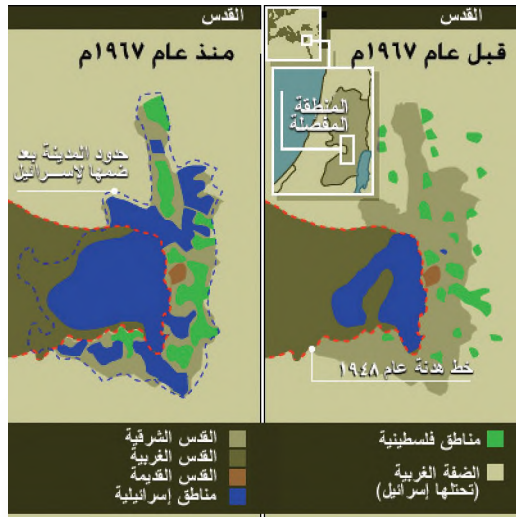 القدس
قبل عام ١٩٦٧م
المنطقة
المفصلة
خط هدنة عام ١٩٤٨
مناطق فلسطينية
الضفة الغربية
(تحتلها إسرائيل)
القدس
منذ عام ١٩٦٧م
حدود المدينة بعد
ضمها لإسرائيل
القدس الشرقية
القدس الغربية
القدس القديمة
مناطق إسرائيلية